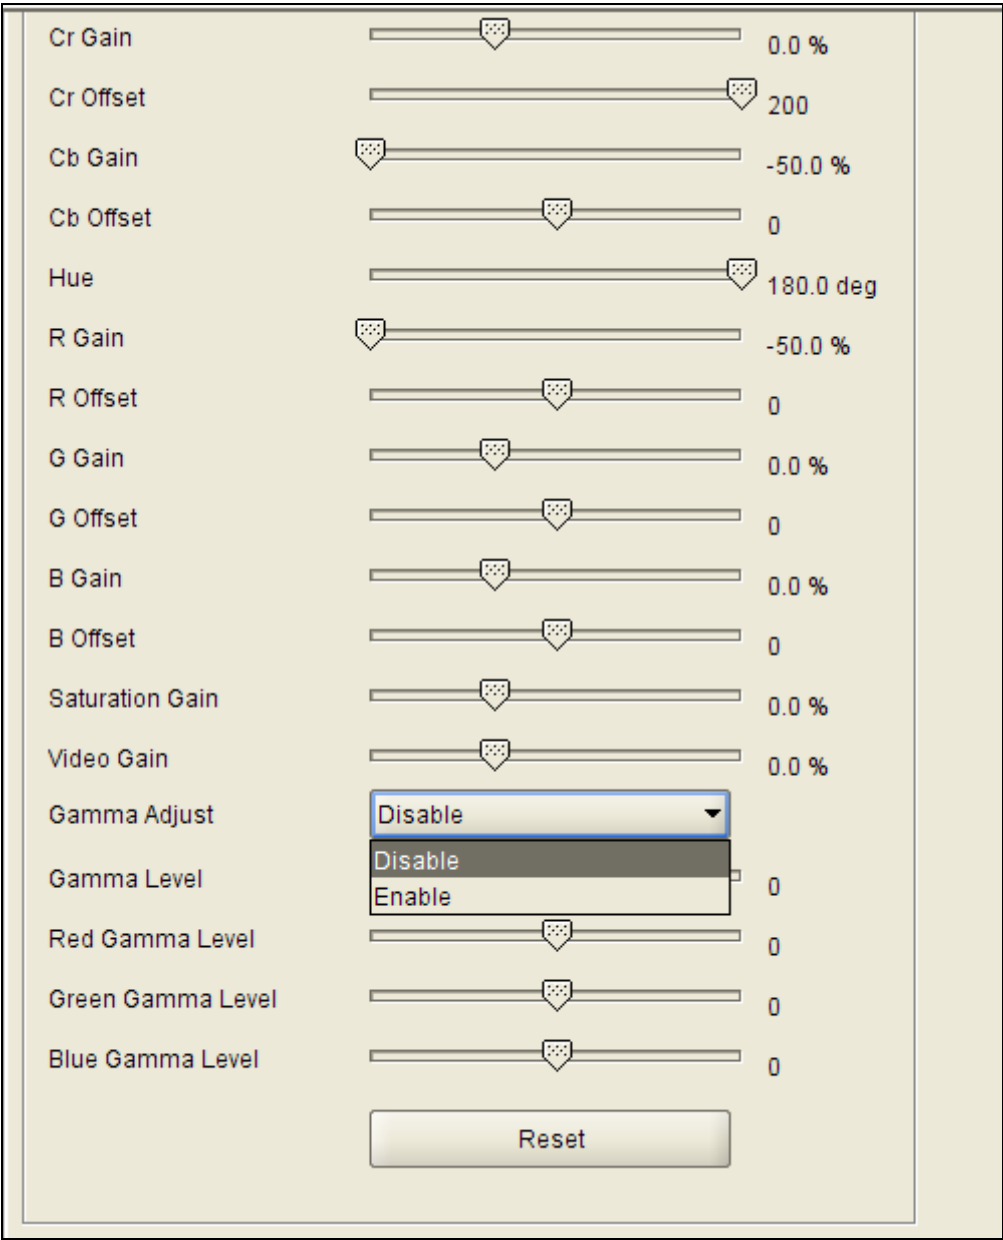 Cr Gain 0.0 %
Cr Offset 200
Cb Gain -50.0 %
Cb Offset 0
Hue 180.0 deg
R Gain -50.0 %
R Offset 0
G Gain 0.0 %
G Offset 0
B Gain 0.0 %
B Offset 0
Saturation Gain 0.0 %
Video Gain 0.0 %
Gamma Adjust Disable
Disable
Gamma Level 0
Enable
Red Gamma Level 0
Green Gamma Level 0
Blue Gamma Level 0
Reset